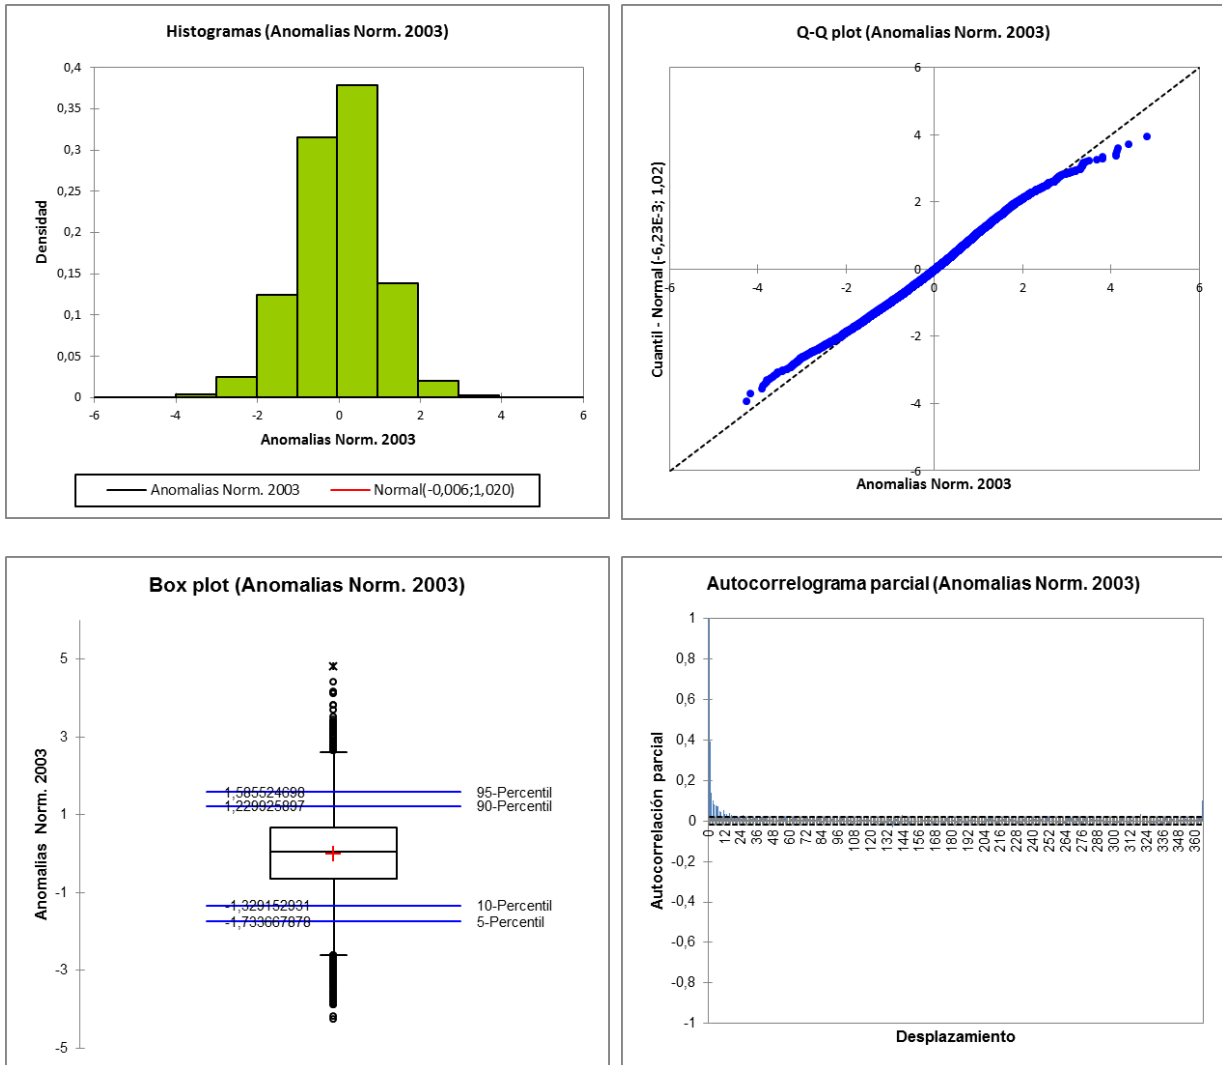 Histogramas (Anomalias Norm. 2003)
0,4
0,35
0,3
0,25
0,2
0,15
0,1
0,05
0
Densidad
-6 -4 -2 0 2 4 6
Anomalias Norm. 2003
Anomalias Norm. 2003 Normal(-0,006;1,020)
Q-Q plot (Anomalias Norm. 2003)
Cuantil - Normal (-6,23E-3; 1,02)
6
4
2
0
-2
-4
-6
-6 -4 -2 0 2 4 6
Anomalias Norm. 2003
Box plot (Anomalias Norm. 2003)
Anomalias Norm. 2003
5
3
1
-1
-3
-5
1,585524698 95-Percentil
1,229925897 90-Percentil
-1,329152931 10-Percentil
-1,733667878 5-Percentil
Autocorrelograma parcial (Anomalias Norm. 2003)
Autocorrelación parcial
1
0,8
0,6
0,4
0,2
0
-0,2
-0,4
-0,6
-0,8
-1
0 12 24 36 48 60 72 84 96 108 120 132 144 156 168 180 192 204 216 228 240 252 264 276 288 300 312 324 336 348 360
Desplazamiento